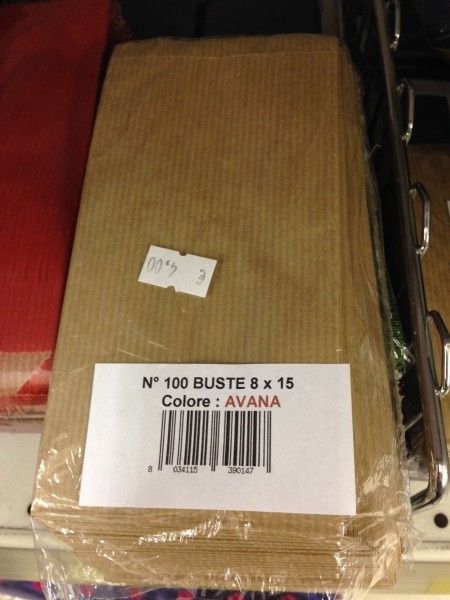 € 4,00
N° 100 BUSTE 8 x 15
Colore : AVANA
8 034115 390147